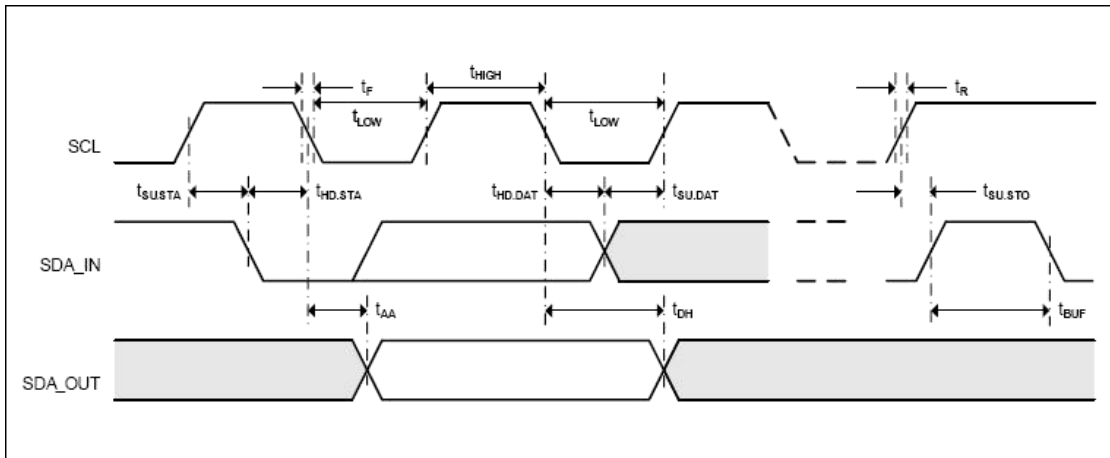 tF
tHIGH
tR
tLOW
tLOW
SCL
tSU.STA
tHD.STA
tHD.DAT
tSU.DAT
tSU.STO
SDA_IN
tAA
tDH
tBUF
SDA_OUT